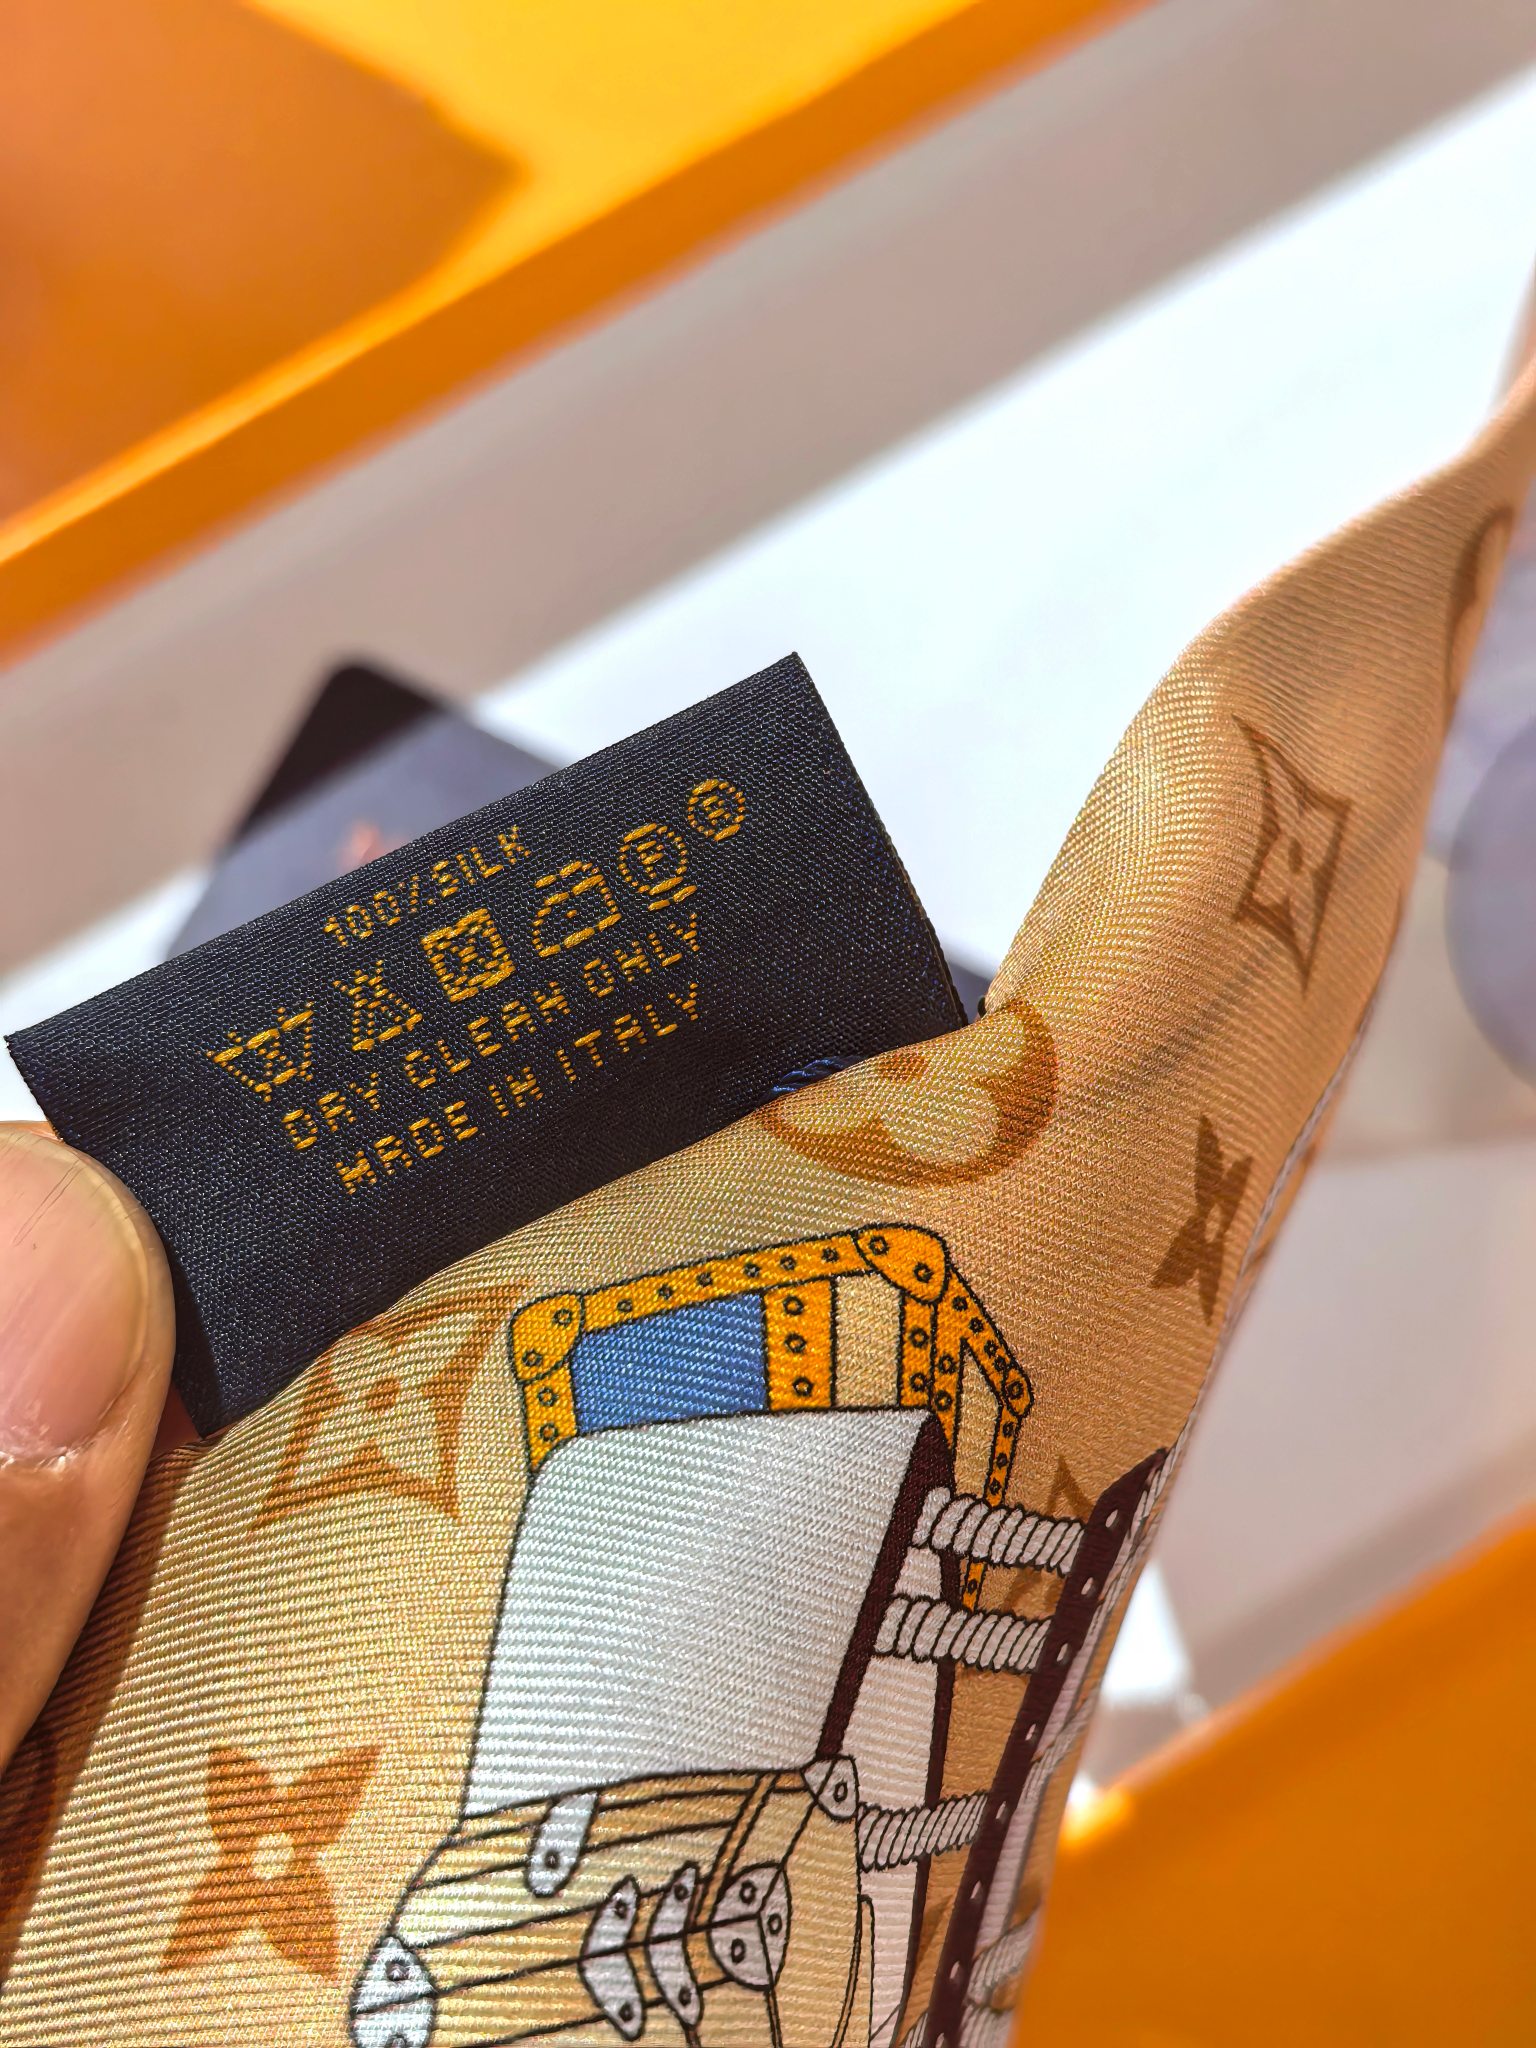 100% SILK
P R
DRY CLEAN ONLY
MADE IN ITALY